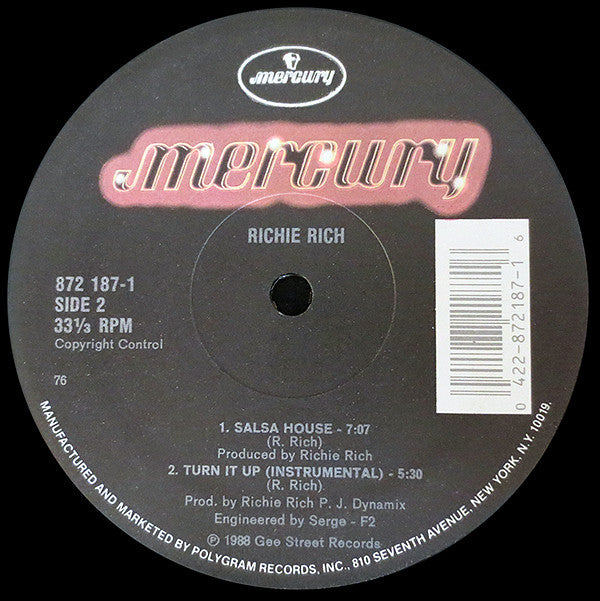 mercury
mercury
RICHIE RICH
872 187-1
SIDE 2
33⅓ RPM
Copyright Control
76
0 422-872187-1 6
1. SALSA HOUSE - 7:07
(R. Rich)
Produced by Richie Rich
2. TURN IT UP (INSTRUMENTAL) - 5:30
(R. Rich)
Prod. by Richie Rich P. J. Dynamix
Engineered by Serge - F2
Ⓟ 1988 Gee Street Records
MANUFACTURED AND MARKETED BY POLYGRAM RECORDS, INC., 810 SEVENTH AVENUE, NEW YORK, N.Y. 10019.